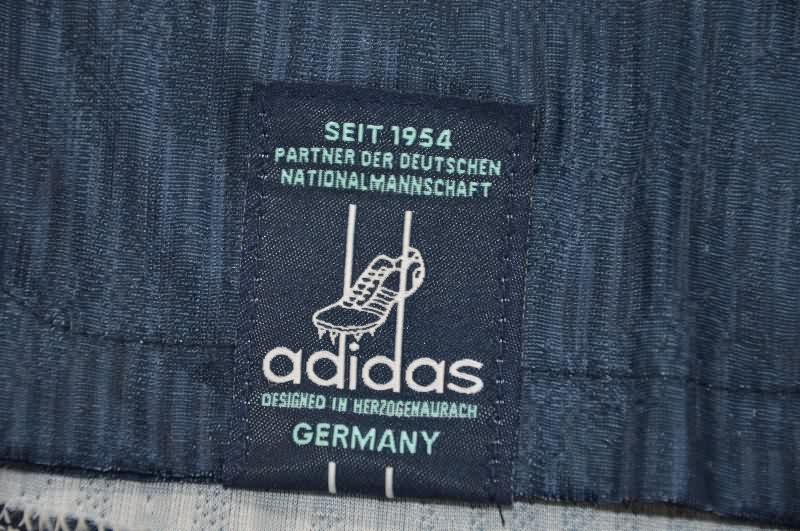 SEIT 1954
PARTNER DER DEUTSCHEN
NATIONALMANNSCHAFT
adidas
DESIGNED IN HERZOGENAURACH
GERMANY